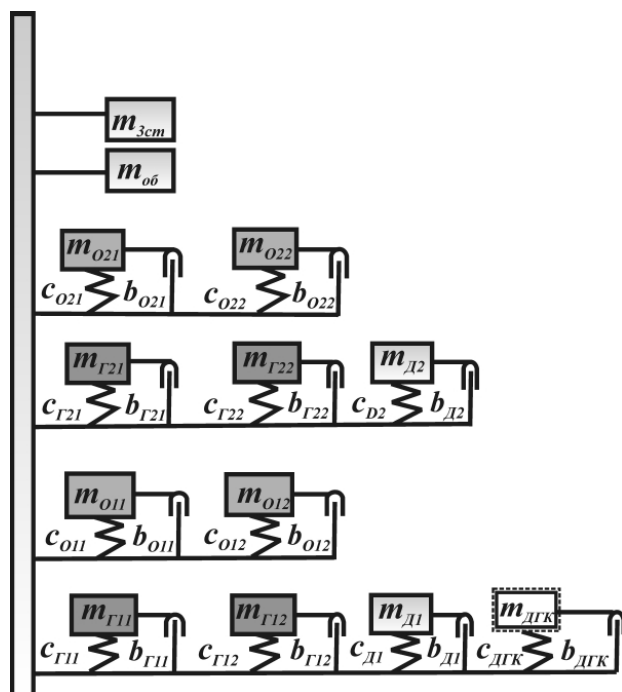 m3ст
mоб
mО21 mО22
cО21 bО21 cО22 bО22
mГ21 mГ22 mД2
cГ21 bГ21 cГ22 bГ22 cD2 bД2
mО11 mО12
cО11 bО11 cО12 bО12
mГ11 mГ12 mД1 mДГК
cГ11 bГ11 cГ12 bГ12 cД1 bД1 cДГК bДГК